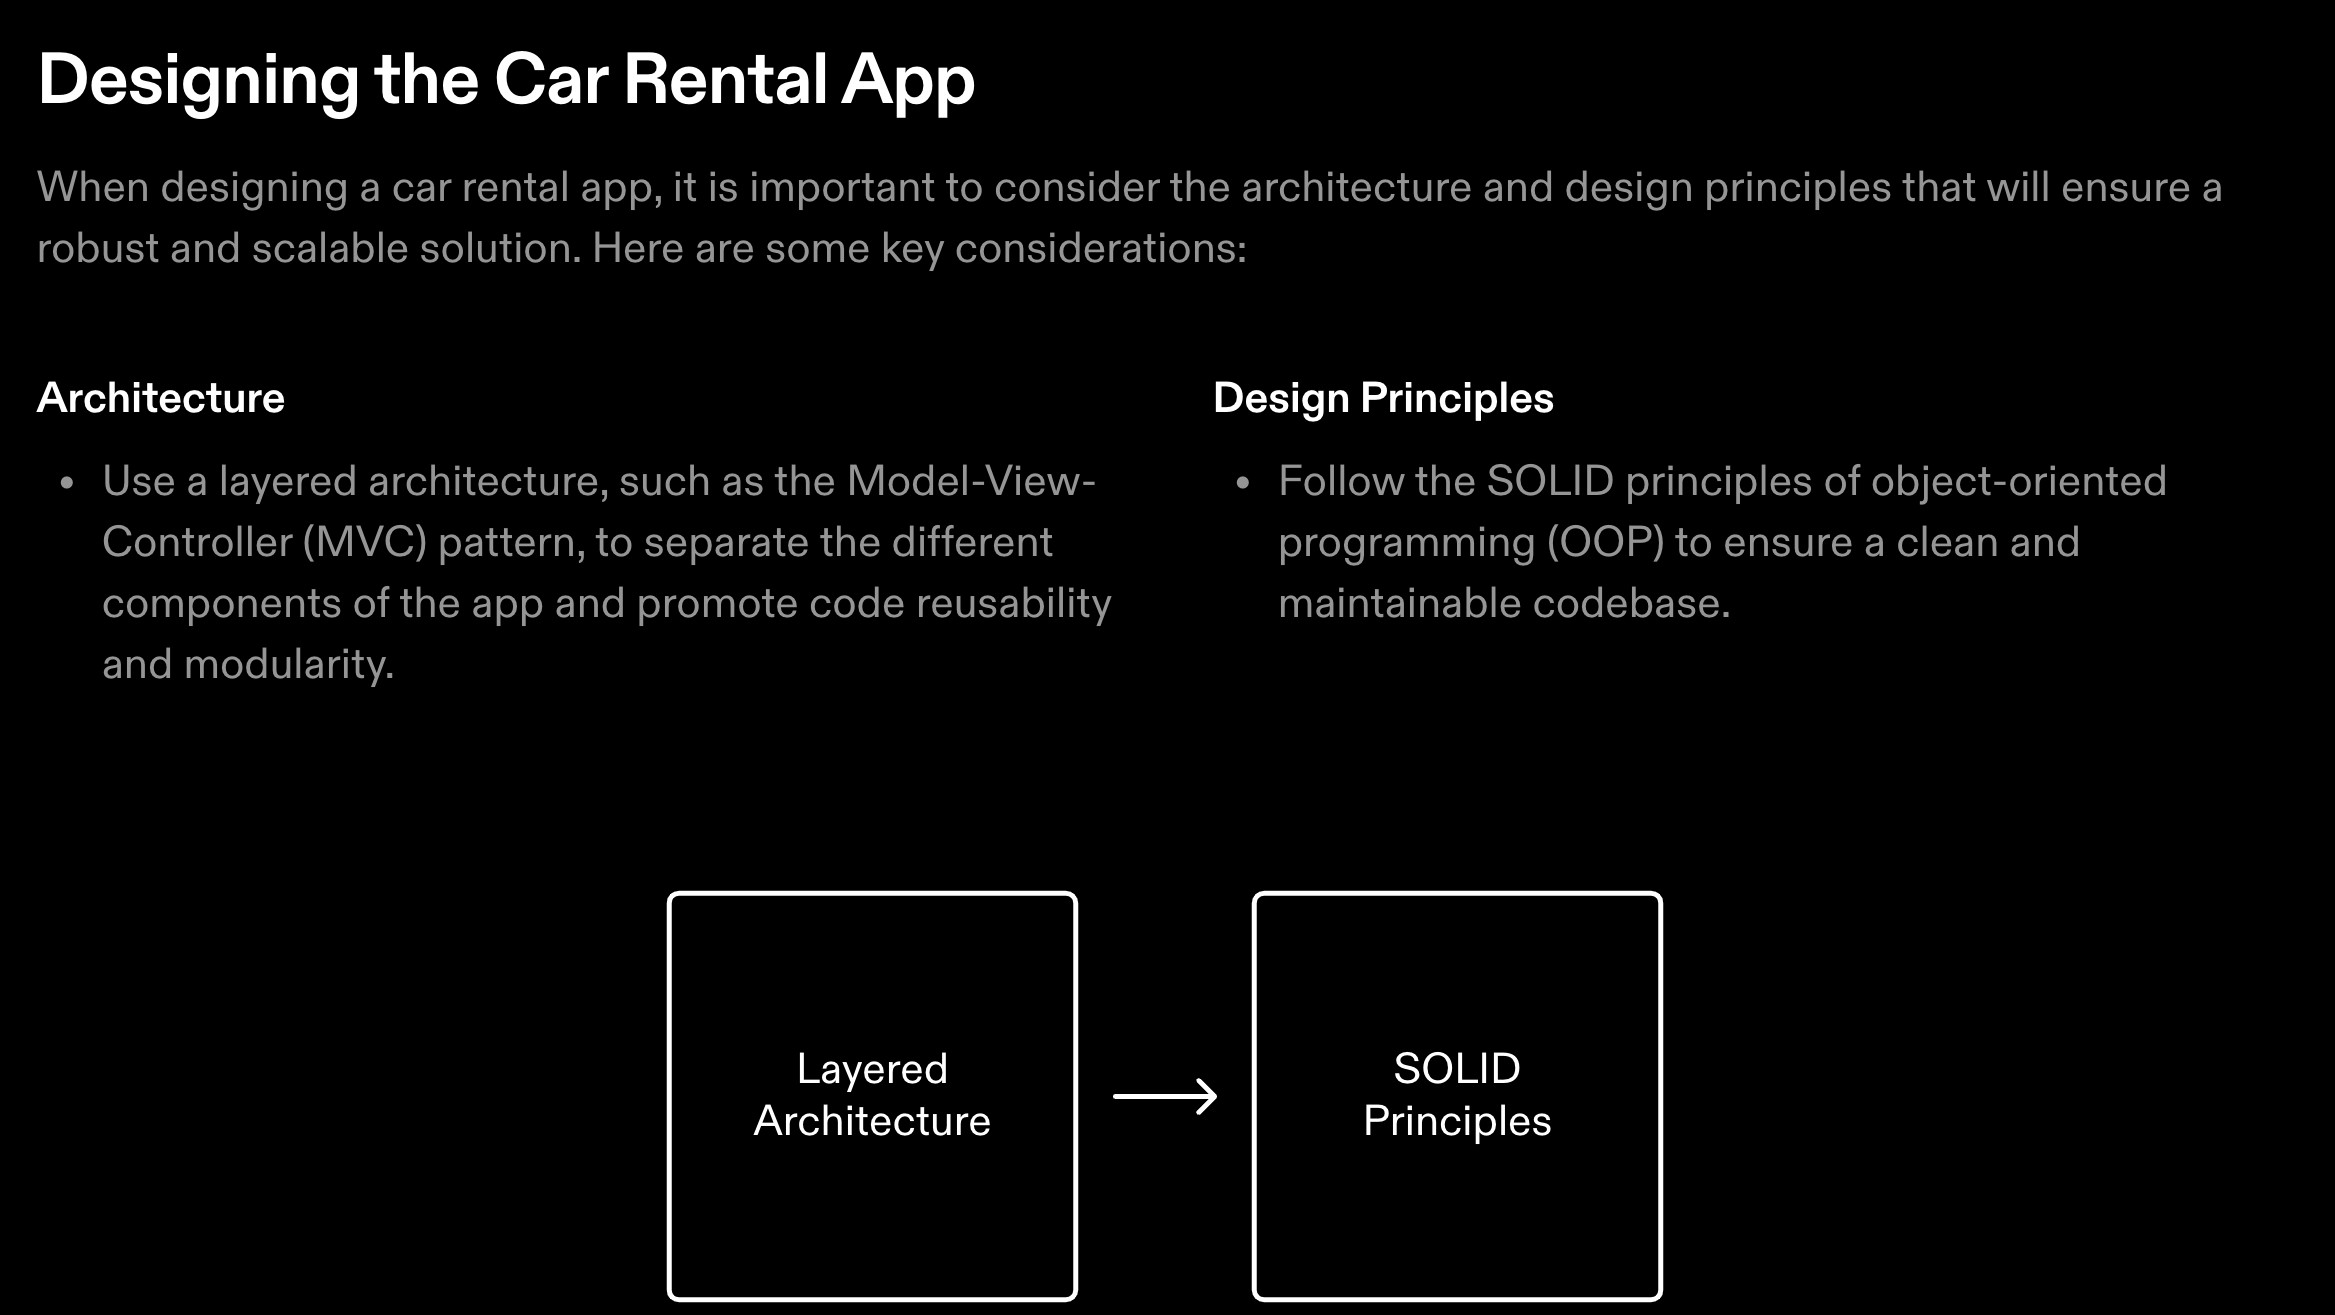 Designing the Car Rental App
When designing a car rental app, it is important to consider the architecture and design principles that will ensure a
robust and scalable solution. Here are some key considerations:
Architecture
• Use a layered architecture, such as the Model-View-
Controller (MVC) pattern, to separate the different
components of the app and promote code reusability
and modularity.
Design Principles
• Follow the SOLID principles of object-oriented
programming (OOP) to ensure a clean and
maintainable codebase.
Layered
Architecture
SOLID
Principles